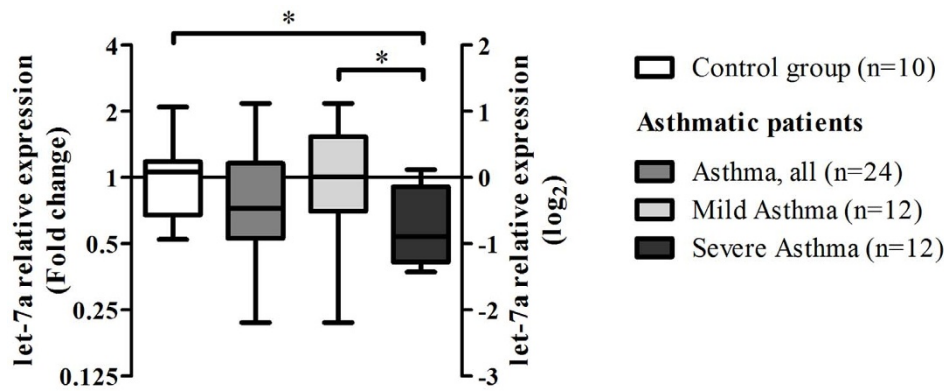 *
*
let-7a relative expression
(Fold change)
4
2
1
0.5
0.25
0.125
2
1
0
-1
-2
-3
let-7a relative expression
(log2)
Control group (n=10)
Asthmatic patients
Asthma, all (n=24)
Mild Asthma (n=12)
Severe Asthma (n=12)